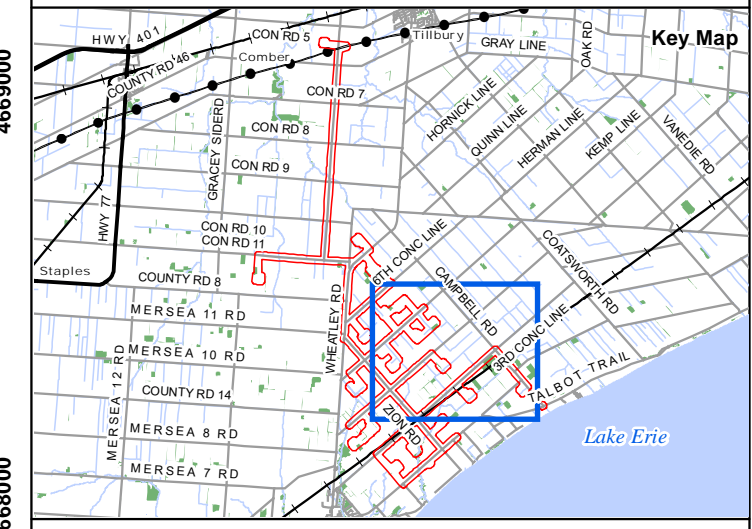 Key Map
HWY 401
CON RD 5
Tillbury
GRAY LINE
OAK RD
4669000
COUNTY RD 46
Comber
CON RD 7
HORNICK LINE
QUINN LINE
HERMAN LINE
KEMP LINE
VANEDIE RD
CON RD 8
GRACEY SIDERD
CON RD 9
HWY 77
CON RD 10
CON RD 11
6TH CONC LINE
COATSWORTH RD
Staples
COUNTY RD 8
CAMPBELL RD
WHEATLEY RD
MERSEA 11 RD
3RD CONC LINE
MERSEA 10 RD
MERSEA 12 RD
TALBOT TRAIL
COUNTY RD 14
ZION RD
MERSEA 8 RD
Lake Erie
MERSEA 7 RD
668000